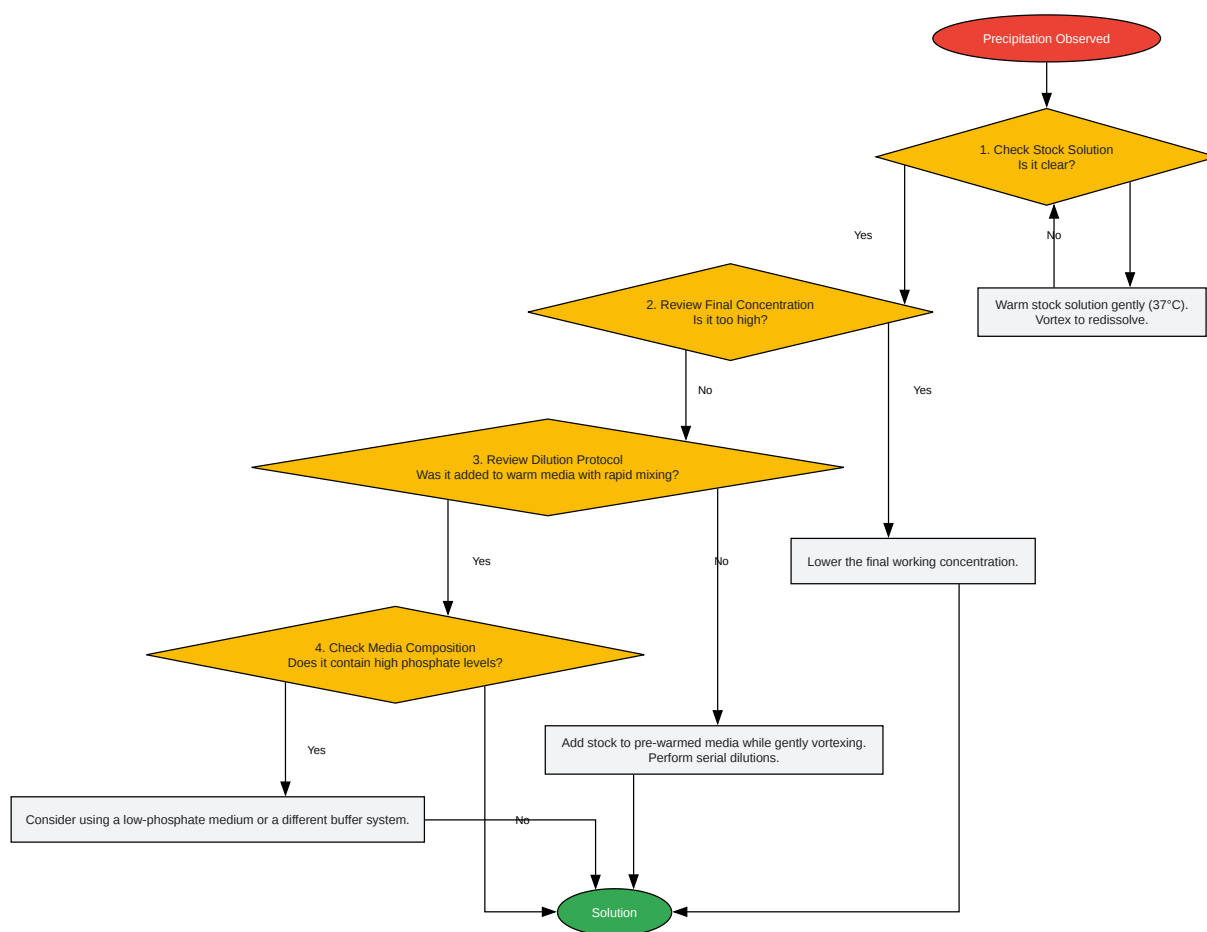 Precipitation Observed
1. Check Stock Solution
Is it clear?
Yes
No
Warm stock solution gently (37°C).
Vortex to redissolve.
2. Review Final Concentration
Is it too high?
No
Yes
3. Review Dilution Protocol
Was it added to warm media with rapid mixing?
Yes
No
Lower the final working concentration.
4. Check Media Composition
Does it contain high phosphate levels?
Yes
Add stock to pre-warmed media while gently vortexing.
Perform serial dilutions.
Consider using a low-phosphate medium or a different buffer system.
No
Solution